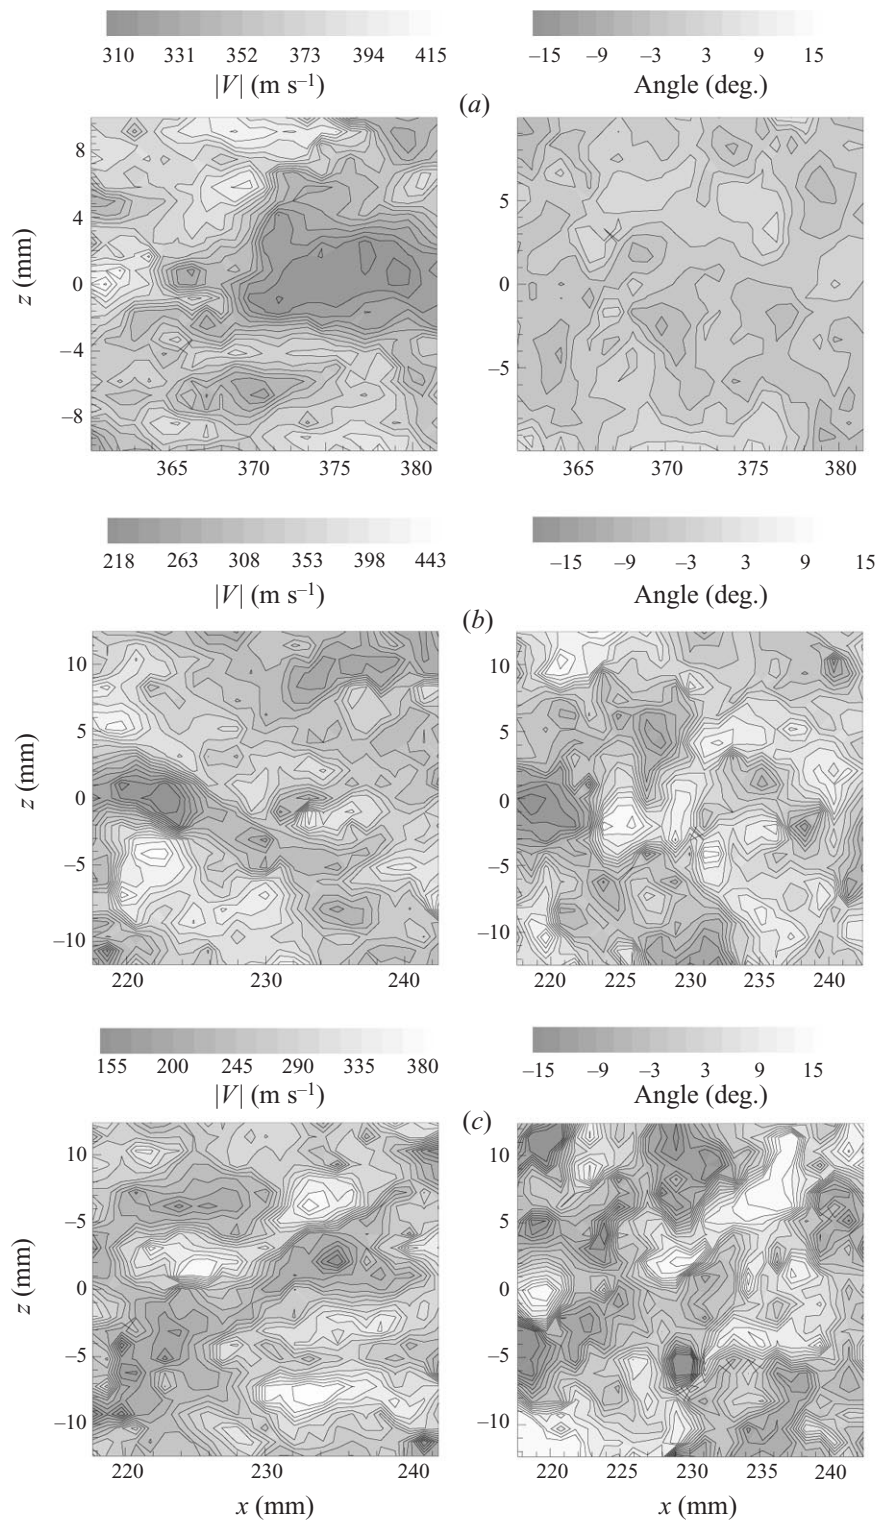 310 331 352 373 394 415
|V| (m s⁻¹)
–15 –9 –3 3 9 15
Angle (deg.)
(a)
8
4
0
–4
–8
z (mm)
365 370 375 380
5
0
–5
365 370 375 380
218 263 308 353 398 443
|V| (m s⁻¹)
–15 –9 –3 3 9 15
Angle (deg.)
(b)
10
5
0
–5
–10
z (mm)
220 230 240
10
5
0
–5
–10
220 225 230 235 240
155 200 245 290 335 380
|V| (m s⁻¹)
–15 –9 –3 3 9 15
Angle (deg.)
(c)
10
–5
0
–5
–10
z (mm)
220 230 240
x (mm)
10
5
0
–5
–10
220 225 230 235 240
x (mm)